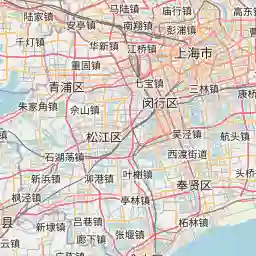 陆家镇
安亭镇
马陆镇
庙行镇
高东镇
南翔镇
彭浦镇
千灯镇
华新镇
江桥镇
上海市
重固镇
七宝镇
青浦区
三林镇
康桥
朱家角镇
佘山镇
闵行区
松江区
吴泾镇
航头镇
石湖荡镇
西渡街道
新浜镇
泖港镇
叶榭镇
头桥
奉贤区
枫泾镇
亭林镇
县
吕巷镇
柘林镇
新埭镇
廊下镇
张堰镇